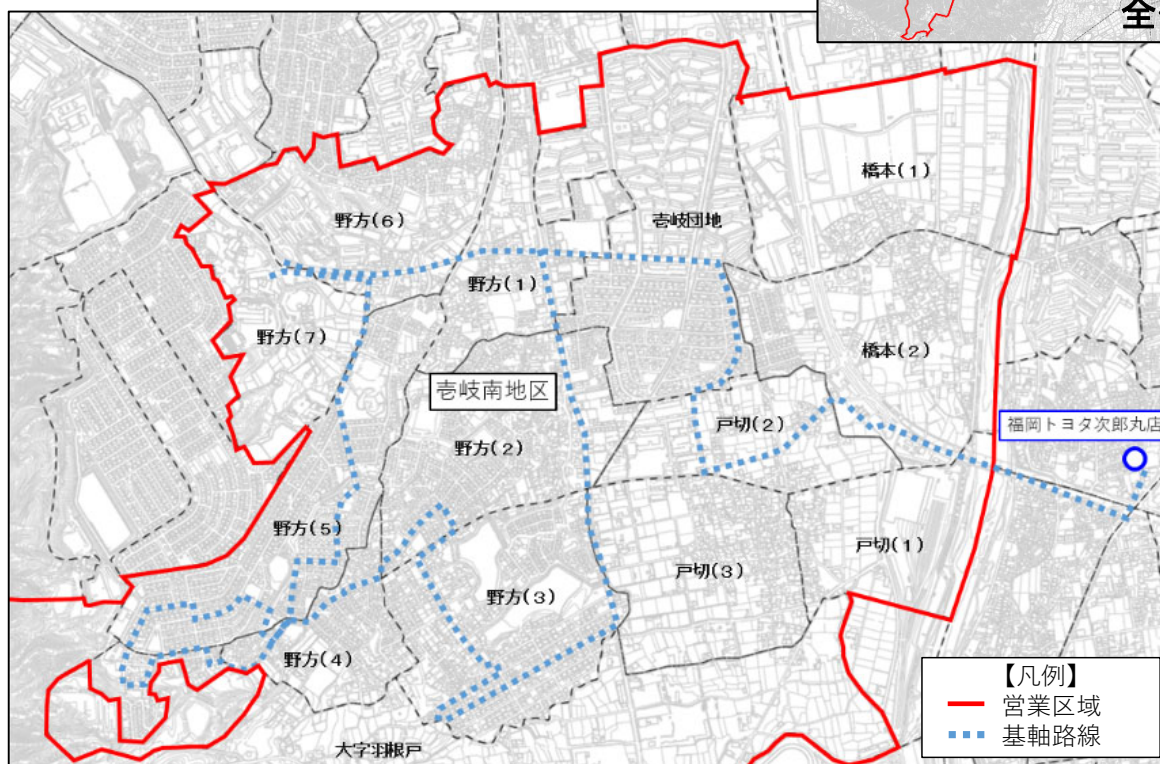 全
橋本(1)
野方(6)
壱岐団地
野方(1)
野方(7)
橋本(2)
壱岐南地区
戸切(2)
福岡トヨタ次郎丸店
野方(2)
野方(5)
戸切(1)
戸切(3)
野方(3)
野方(4)
大字羽根戸
【凡例】
営業区域
基軸路線